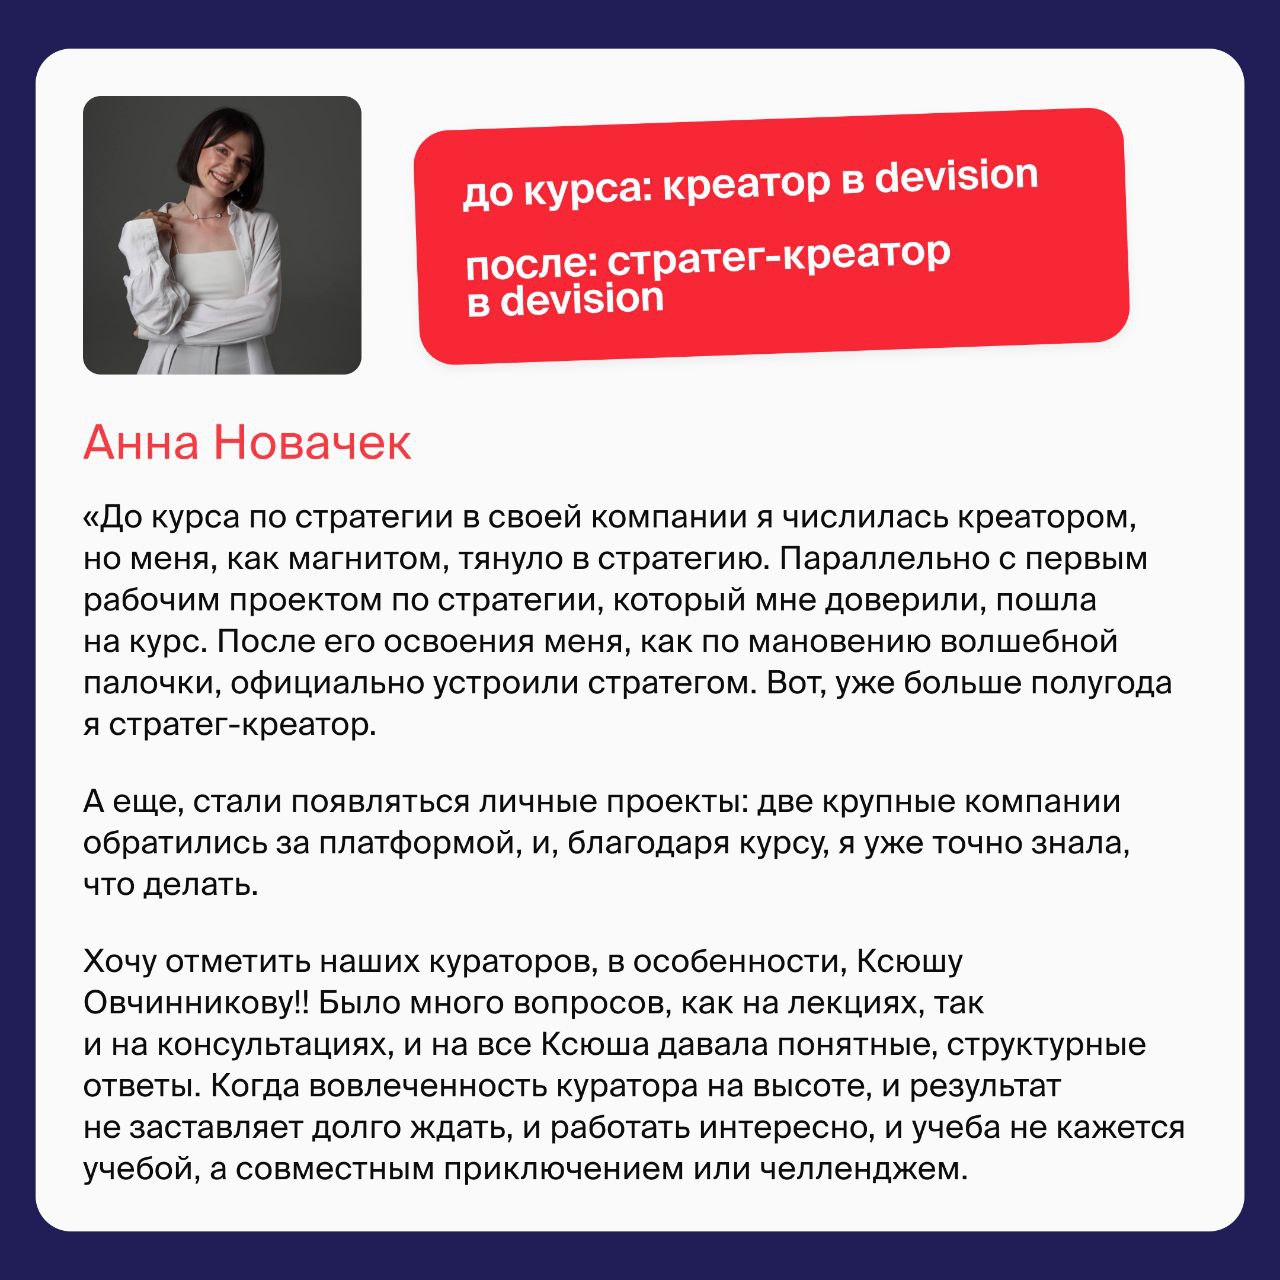 до курса: креатор в devision
после: стратег-креатор
в devision
Анна Новачек
«До курса по стратегии в своей компании я числилась креатором,
но меня, как магнитом, тянуло в стратегию. Параллельно с первым
рабочим проектом по стратегии, который мне доверили, пошла
на курс. После его освоения меня, как по мановению волшебной
палочки, официально устроили стратегом. Вот, уже больше полугода
я стратег-креатор.
А еще, стали появляться личные проекты: две крупные компании
обратились за платформой, и, благодаря курсу, я уже точно знала,
что делать.
Хочу отметить наших кураторов, в особенности, Ксюшу
Овчинникову!! Было много вопросов, как на лекциях, так
и на консультациях, и на все Ксюша давала понятные, структурные
ответы. Когда вовлеченность куратора на высоте, и результат
не заставляет долго ждать, и работать интересно, и учеба не кажется
учебой, а совместным приключением или челленджем.